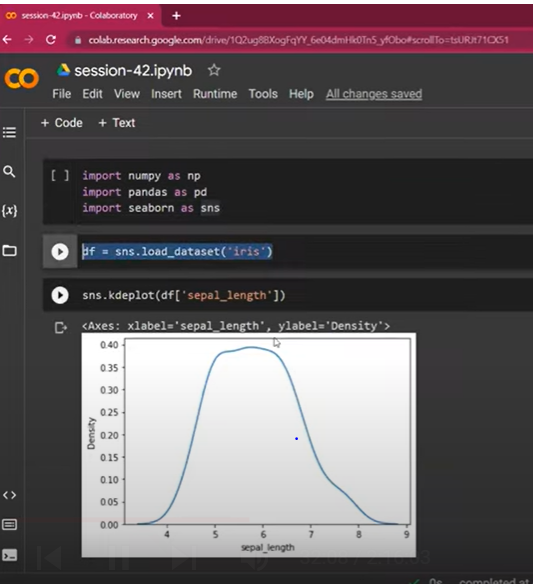 session-42.ipynb - Colaboratory
colab.research.google.com/drive/
session-42.ipynb
File Edit View Insert Runtime Tools Help All changes saved
+ Code + Text
[ ] import numpy as np
import pandas as pd
import seaborn as sns
df = sns.load_dataset('iris')
sns.kdeplot(df['sepal_length'])
<Axes: xlabel='sepal_length', ylabel='Density'>
0.40
0.35
0.30
0.25
0.20
0.15
0.10
0.05
0.00
Density
4 5 6 7 8 9
sepal_length
0s completed at